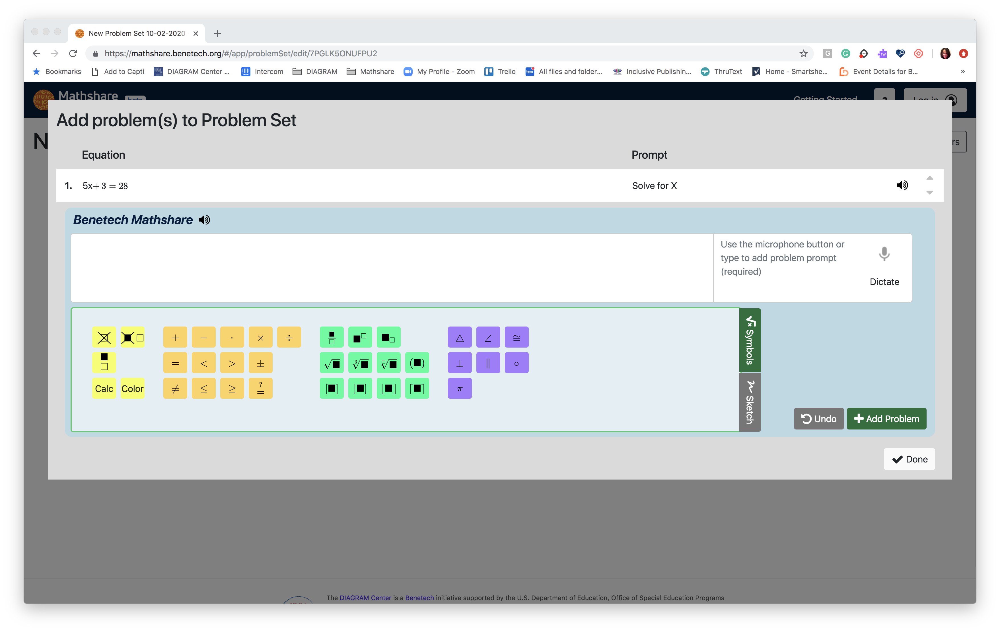 New Problem Set 10-02-2020
https://mathshare.benetech.org/#/app/problemSet/edit/7PGLK5ONUFPU2
Bookmarks Add to Capti DIAGRAM Center ... Intercom DIAGRAM Mathshare My Profile - Zoom Trello All files and folder... Inclusive Publishin... ThruText Home - Smartshe... Event Details for B... »
Mathshare beta Getting Started ? Log in
Add problem(s) to Problem Set
N rs
Equation Prompt
1. 5x+ 3 = 28 Solve for X
Benetech Mathshare
Use the microphone button or
type to add problem prompt
(required)
Dictate
+ − · × ÷ △ ∠ ≅
= < > ± √■ ∛■ (■) ⊥ ∥ ∘
Calc Color ≠ ≤ ≥ ≟ [■] |■| ⌊■⌋ ⌈■⌉ π
Symbols
Sketch
Undo Add Problem
Done
The DIAGRAM Center is a Benetech initiative supported by the U.S. Department of Education, Office of Special Education Programs